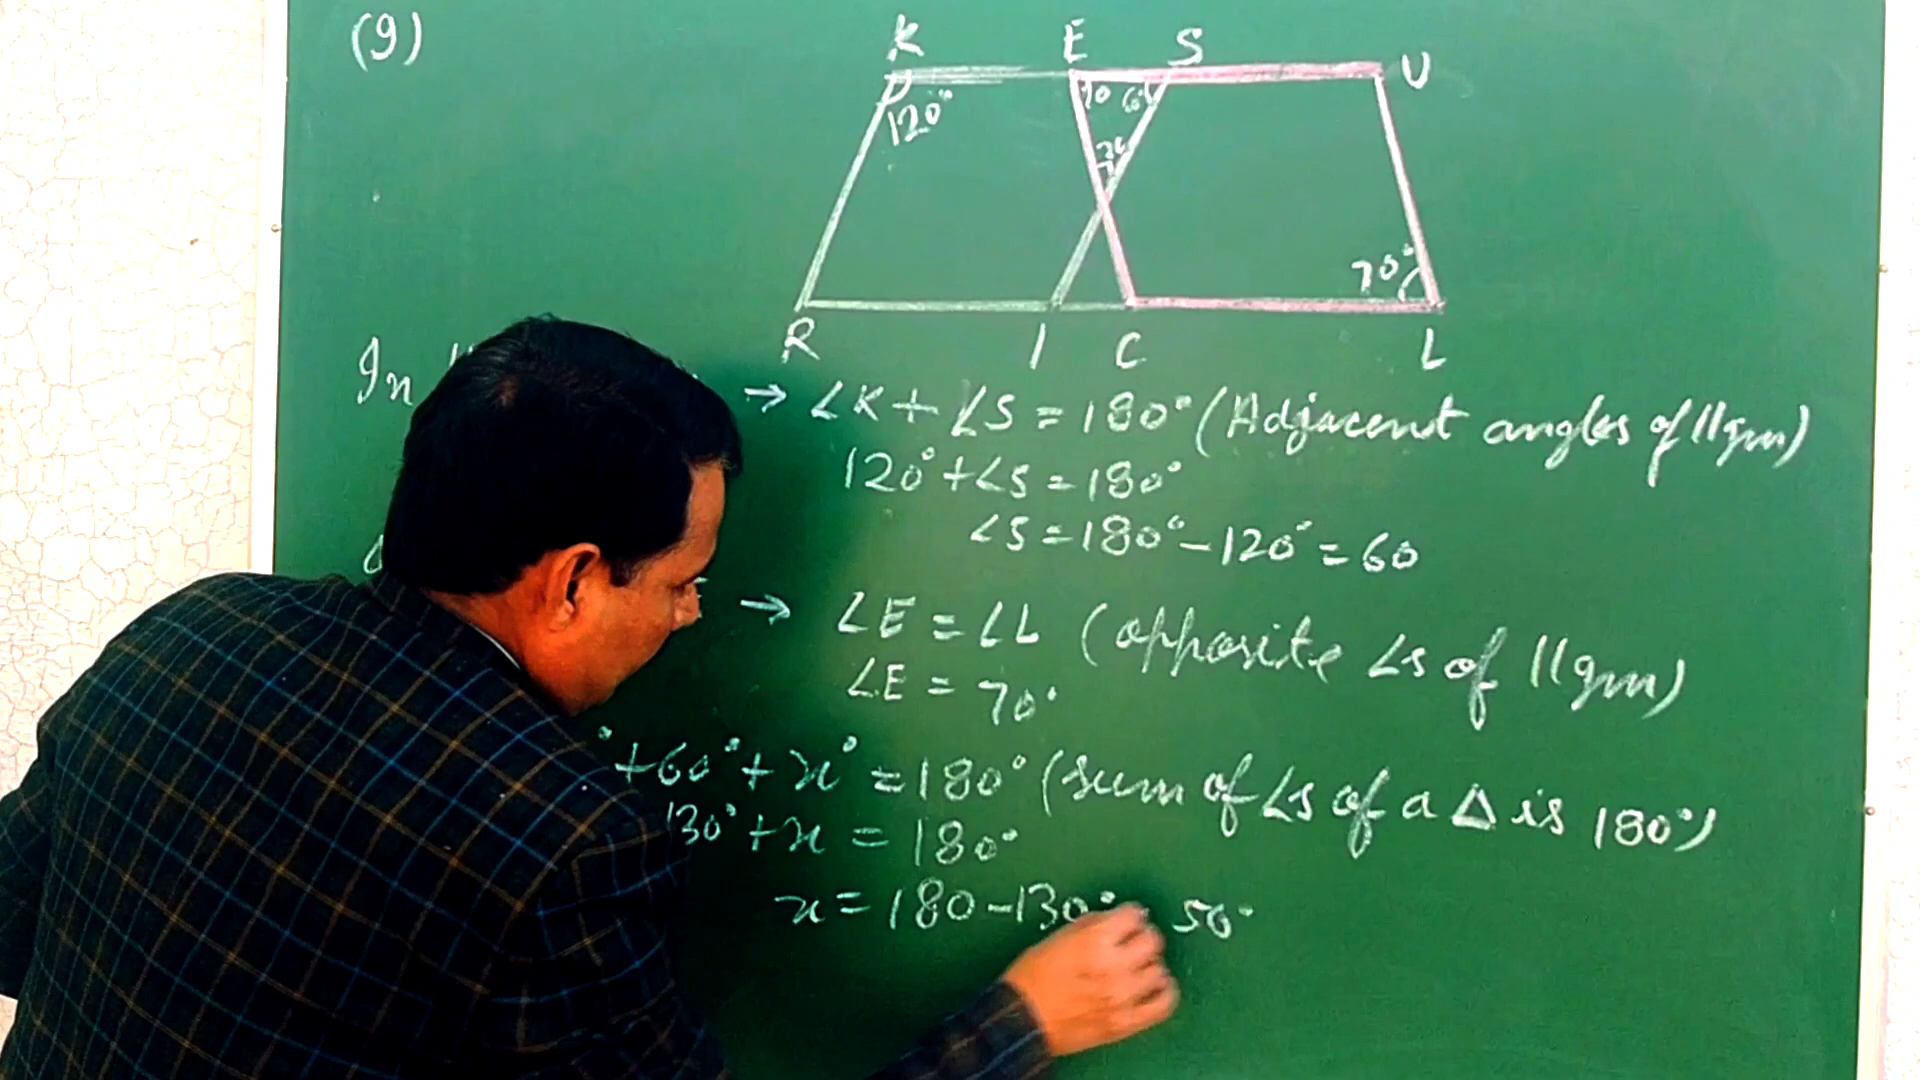 (9)
K E S U
120° 70 60
x
70°
R I C L
In
→ ∠K + ∠S = 180° (Adjacent angles of ||gm)
120° + ∠S = 180°
∠S = 180° - 120° = 60
→ ∠E = ∠L (opposite ∠s of ||gm)
∠E = 70°
° + 60° + x° = 180° (sum of ∠s of a Δ is 180°)
130° + x = 180°
x = 180 - 130° 50°